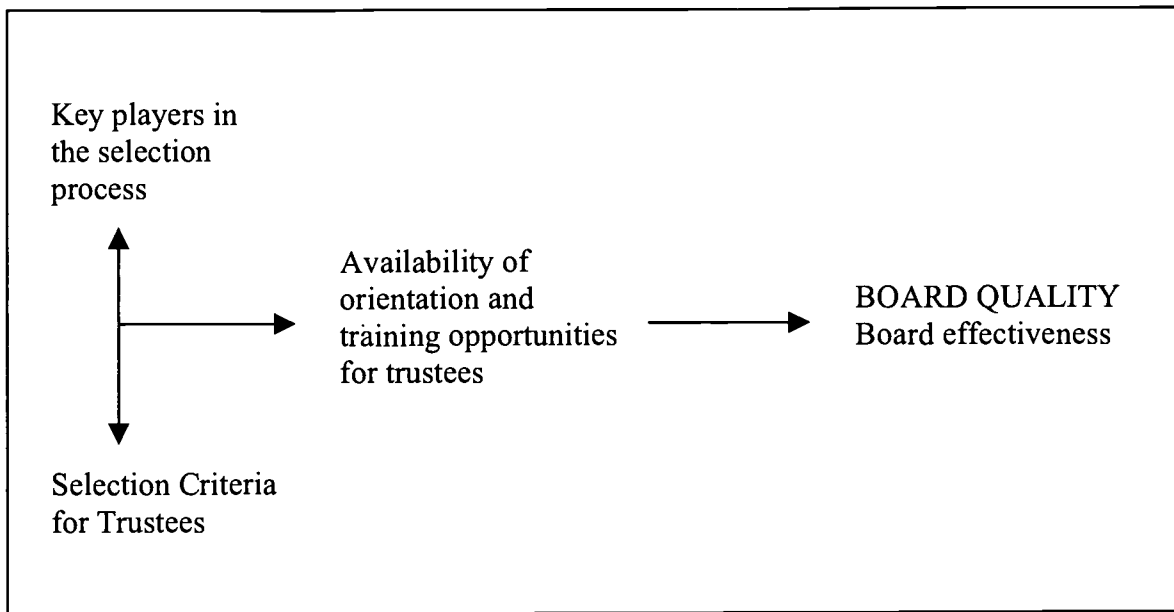 Key players in
the selection
process
Availability of
orientation and
training opportunities
for trustees
BOARD QUALITY
Board effectiveness
Selection Criteria
for Trustees